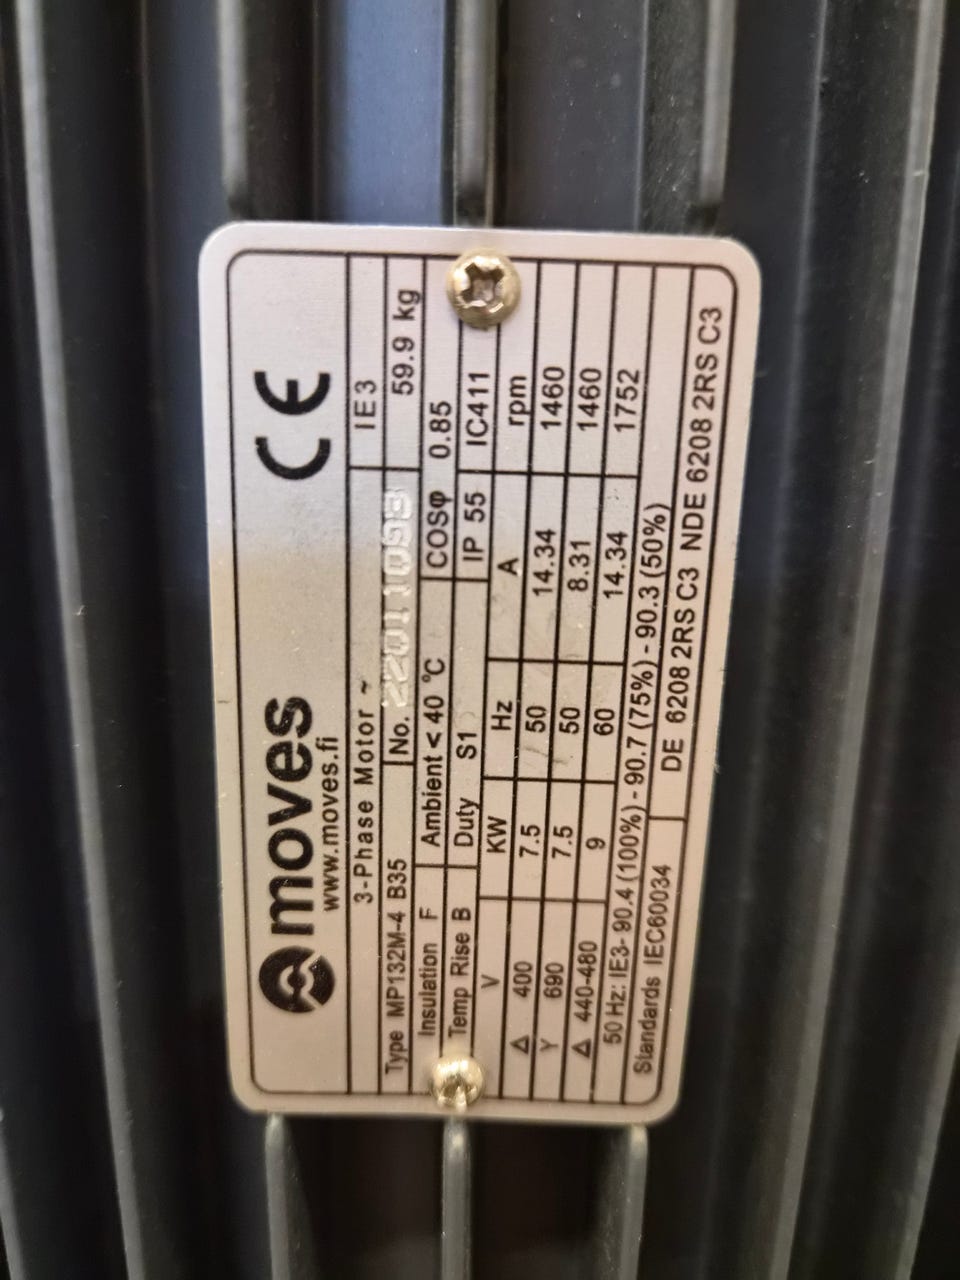 moves CE
www.moves.fi
3-Phase Motor ~ IE3
Type MP132M-4 B35 No. 22011093 59.9 kg
Insulation F Ambient < 40 °C COSφ 0.85
Temp Rise B Duty S1 IP 55 IC411
V KW Hz A rpm
Δ 400 7.5 50 14.34 1460
Y 690 7.5 50 8.31 1460
Δ 440-480 9 60 14.34 1752
50 Hz: IE3- 90.4 (100%) - 90.7 (75%) - 90.3 (50%)
Standards IEC60034 DE 6208 2RS C3 NDE 6208 2RS C3